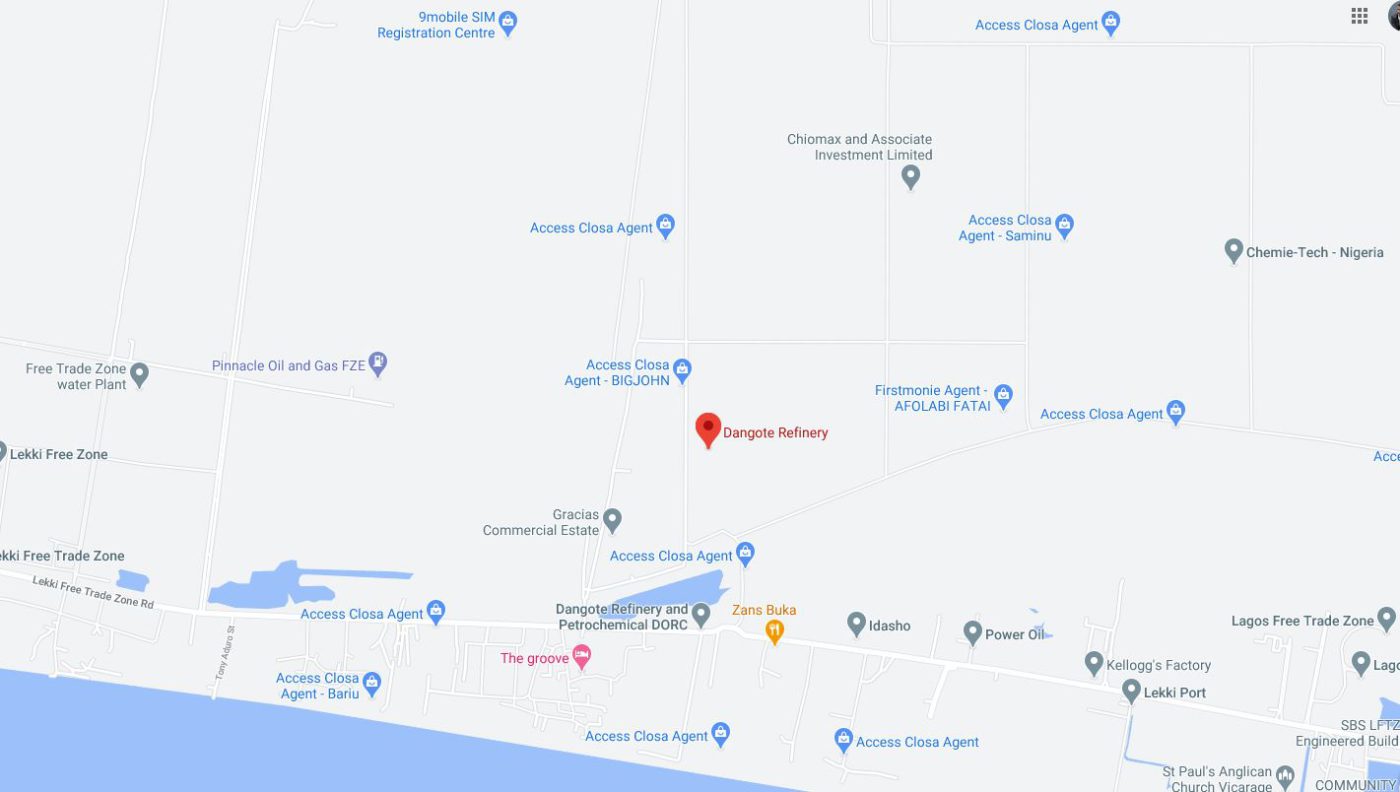 9mobile SIM
Registration Centre
Access Closa Agent
Chiomax and Associate
Investment Limited
Access Closa Agent
Access Closa
Agent - Saminu
Chemie-Tech - Nigeria
Free Trade Zone
water Plant
Pinnacle Oil and Gas FZE
Access Closa
Agent - BIGJOHN
Firstmonie Agent -
AFOLABI FATAI
Access Closa Agent
Dangote Refinery
Lekki Free Zone
Acce
Gracias
Commercial Estate
ekki Free Trade Zone
Access Closa Agent
Lekki Free Trade Zone Rd
Access Closa Agent
Dangote Refinery and
Petrochemical DORC
Zans Buka
Idasho
Power Oil
Lagos Free Trade Zone
Tony Aduro St
The groove
Kellogg's Factory
Lago
Access Closa
Agent - Bariu
Lekki Port
Access Closa Agent
Access Closa Agent
SBS LFTZ
Engineered Build
St Paul's Anglican
Church Vicarage
COMMUNITY